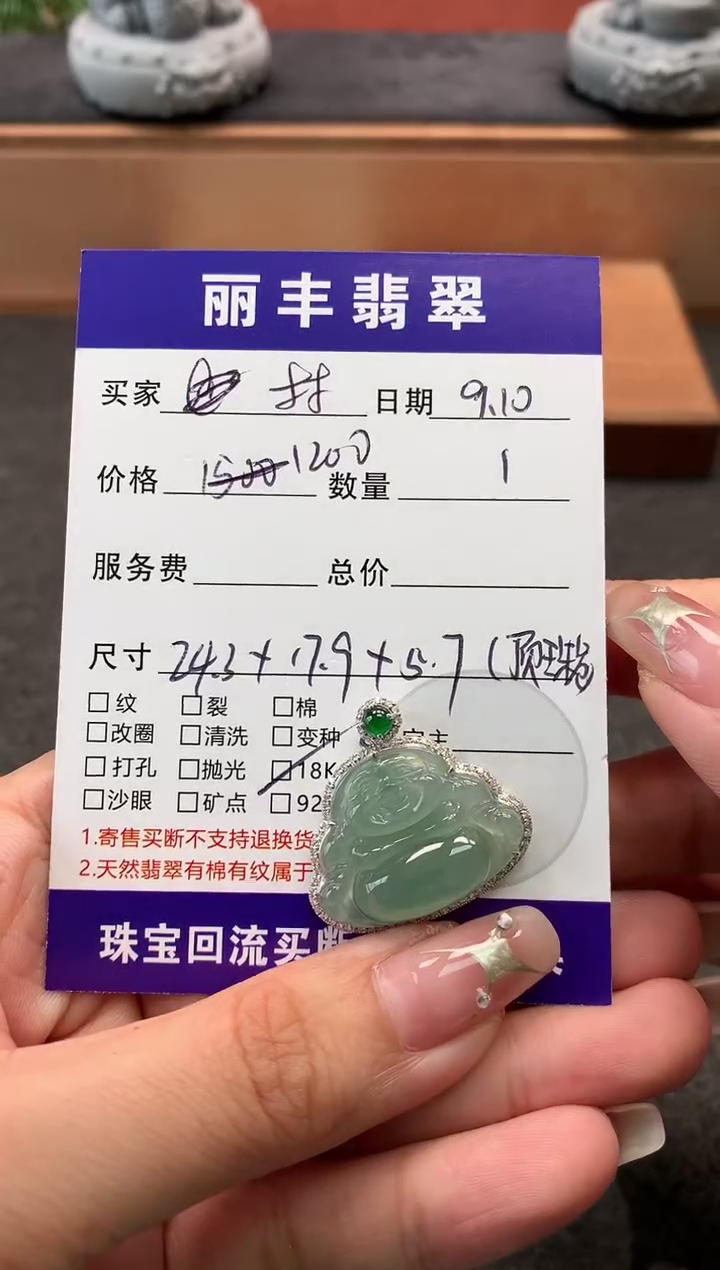 丽丰翡翠
买家 日期 9.10
价格 1500 1200 数量 1
服务费 总价
尺寸 24.3+17.9+5.7 (顶珠
□纹 □裂 □棉
□改圈 □清洗 □变种
□打孔 □抛光 □18K
□沙眼 □矿点 □92
1.寄售买断不支持退换货
2.天然翡翠有棉有纹属于
珠宝回流买断